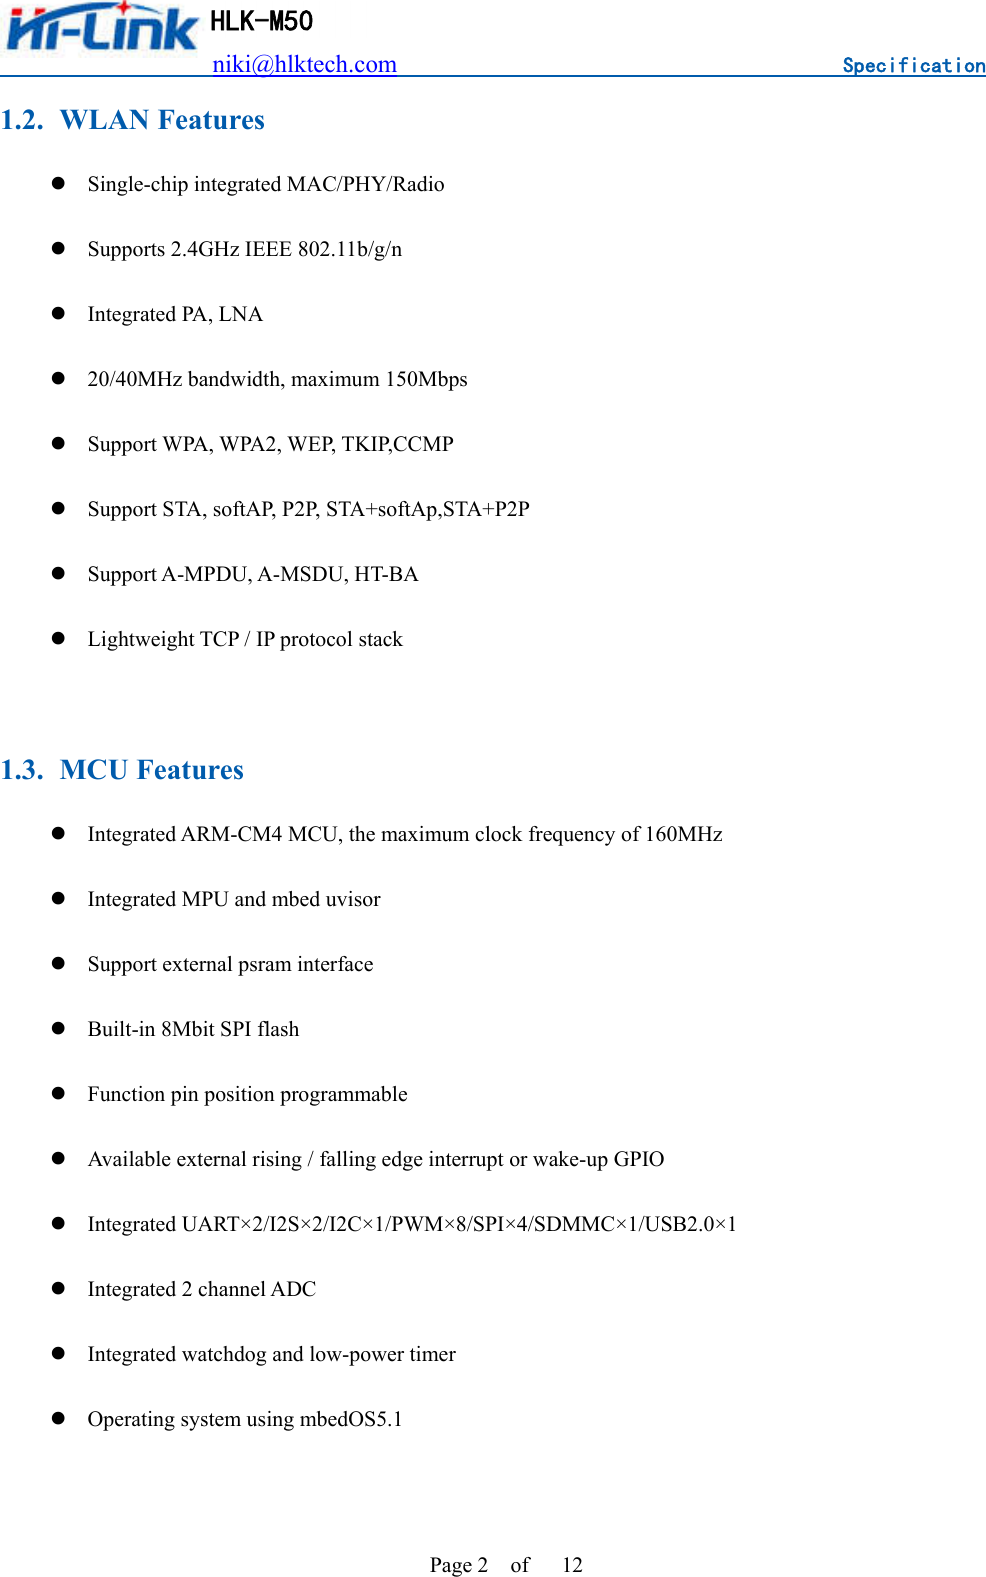 Hi-Link HLK-M50
niki@hlktech.com Specification
1.2. WLAN Features
● Single-chip integrated MAC/PHY/Radio
● Supports 2.4GHz IEEE 802.11b/g/n
● Integrated PA, LNA
● 20/40MHz bandwidth, maximum 150Mbps
● Support WPA, WPA2, WEP, TKIP,CCMP
● Support STA, softAP, P2P, STA+softAp,STA+P2P
● Support A-MPDU, A-MSDU, HT-BA
● Lightweight TCP / IP protocol stack
1.3. MCU Features
● Integrated ARM-CM4 MCU, the maximum clock frequency of 160MHz
● Integrated MPU and mbed uvisor
● Support external psram interface
● Built-in 8Mbit SPI flash
● Function pin position programmable
● Available external rising / falling edge interrupt or wake-up GPIO
● Integrated UART×2/I2S×2/I2C×1/PWM×8/SPI×4/SDMMC×1/USB2.0×1
● Integrated 2 channel ADC
● Integrated watchdog and low-power timer
● Operating system using mbedOS5.1
Page 2 of 12